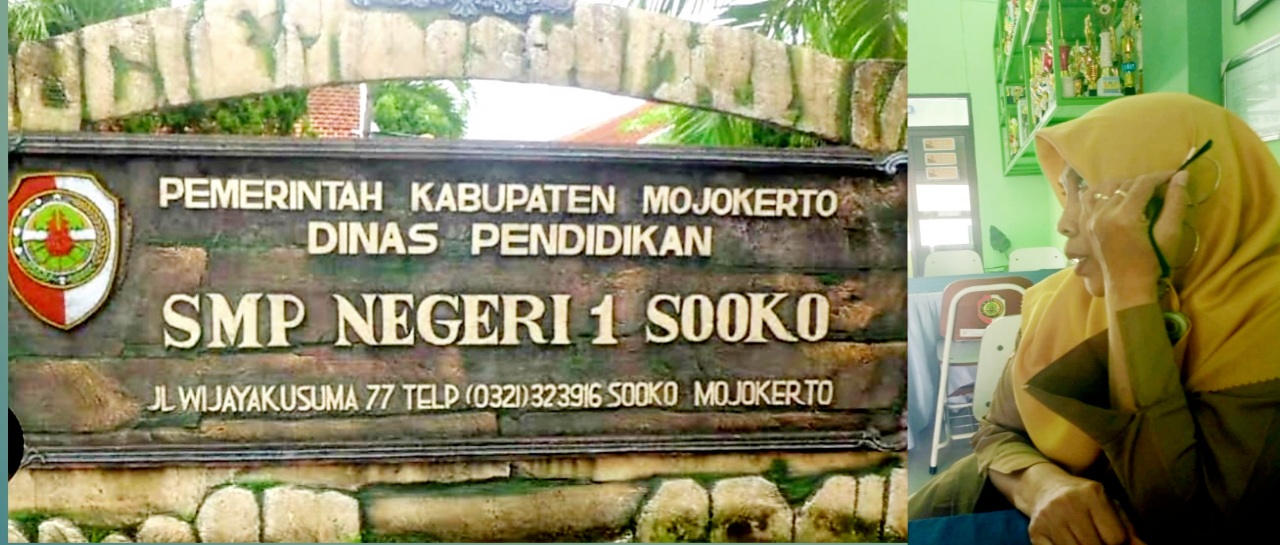 PEMERINTAH KABUPATEN MOJOKERTO
DINAS PENDIDIKAN
SMP NEGERI 1 SOOKO
JL WIJAYAKUSUMA 77 TELP (0321)323916 SOOKO MOJOKERTO